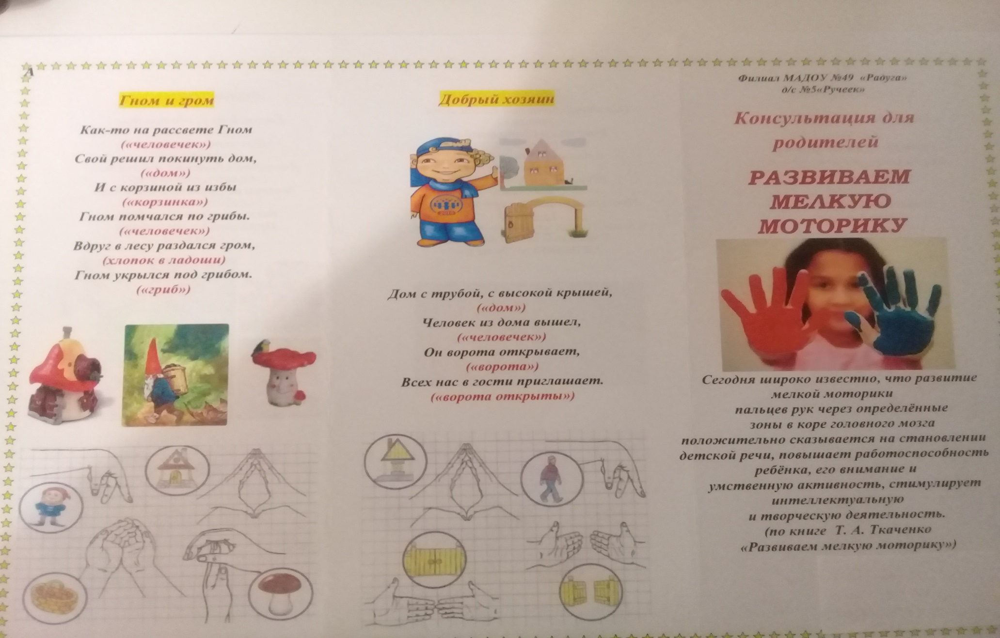 А
Гном и гром
Как-то на рассвете Гном
(«человечек»)
Свой решил покинуть дом,
(«дом»)
И с корзиной из избы
(«корзинка»)
Гном помчался по грибы.
(«человечек»)
Вдруг в лесу раздался гром,
(хлопок в ладоши)
Гном укрылся под грибом.
(«гриб»)
Добрый хозяин
2010
Дом с трубой, с высокой крышей,
(«дом»)
Человек из дома вышел,
(«человечек»)
Он ворота открывает,
(«ворота»)
Всех нас в гости приглашает.
(«ворота открыты»)
Филиал МАДОУ №49 «Радуга»
д/с №5«Ручеек»
Консультация для
родителей
РАЗВИВАЕМ
МЕЛКУЮ
МОТОРИКУ
Сегодня широко известно, что развитие
мелкой моторики
пальцев рук через определённые
зоны в коре головного мозга
положительно сказывается на становлении
детской речи, повышает работоспособность
ребёнка, его внимание и
умственную активность, стимулирует
интеллектуальную
и творческую деятельность.
(по книге Т. А. Ткаченко
«Развиваем мелкую моторику»)